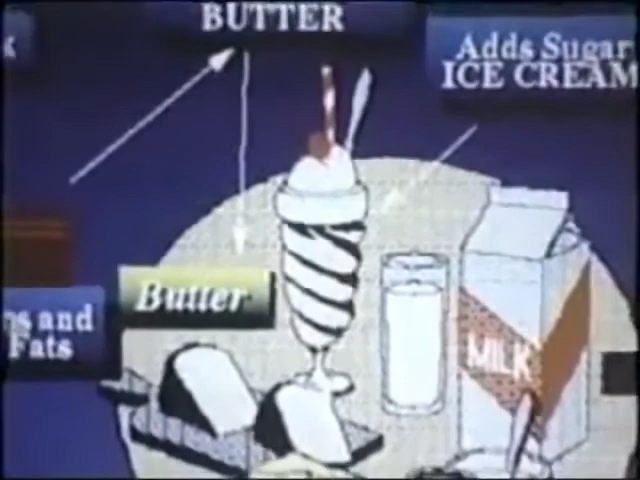 BUTTER
Adds Sugar
ICE CREAM
Butter
and
Fats
MILK